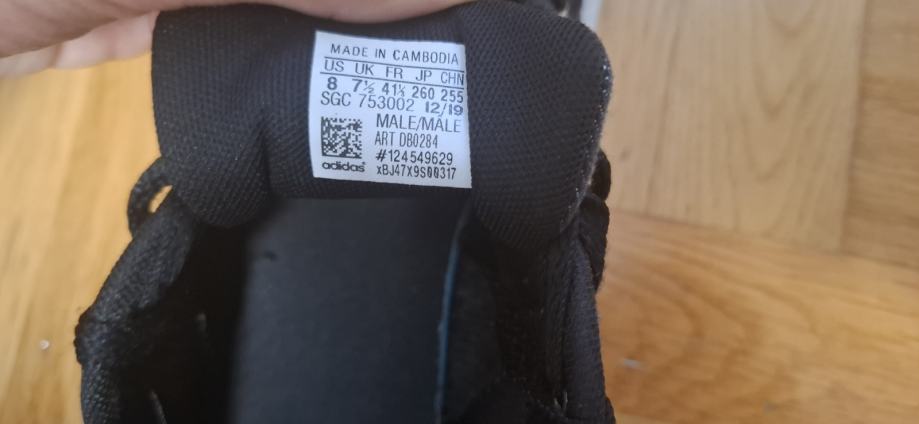 MADE IN CAMBODIA
US UK FR JP CHN
8 7½ 41⅓ 260 255
SGC 753002 12/19
MALE/MÂLE
ART DB0284
#124549629
xBJ47X9S00317
adidas